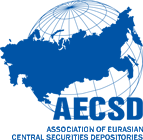 AECSD
ASSOCIATION OF EURASIAN
CENTRAL SECURITIES DEPOSITORIES